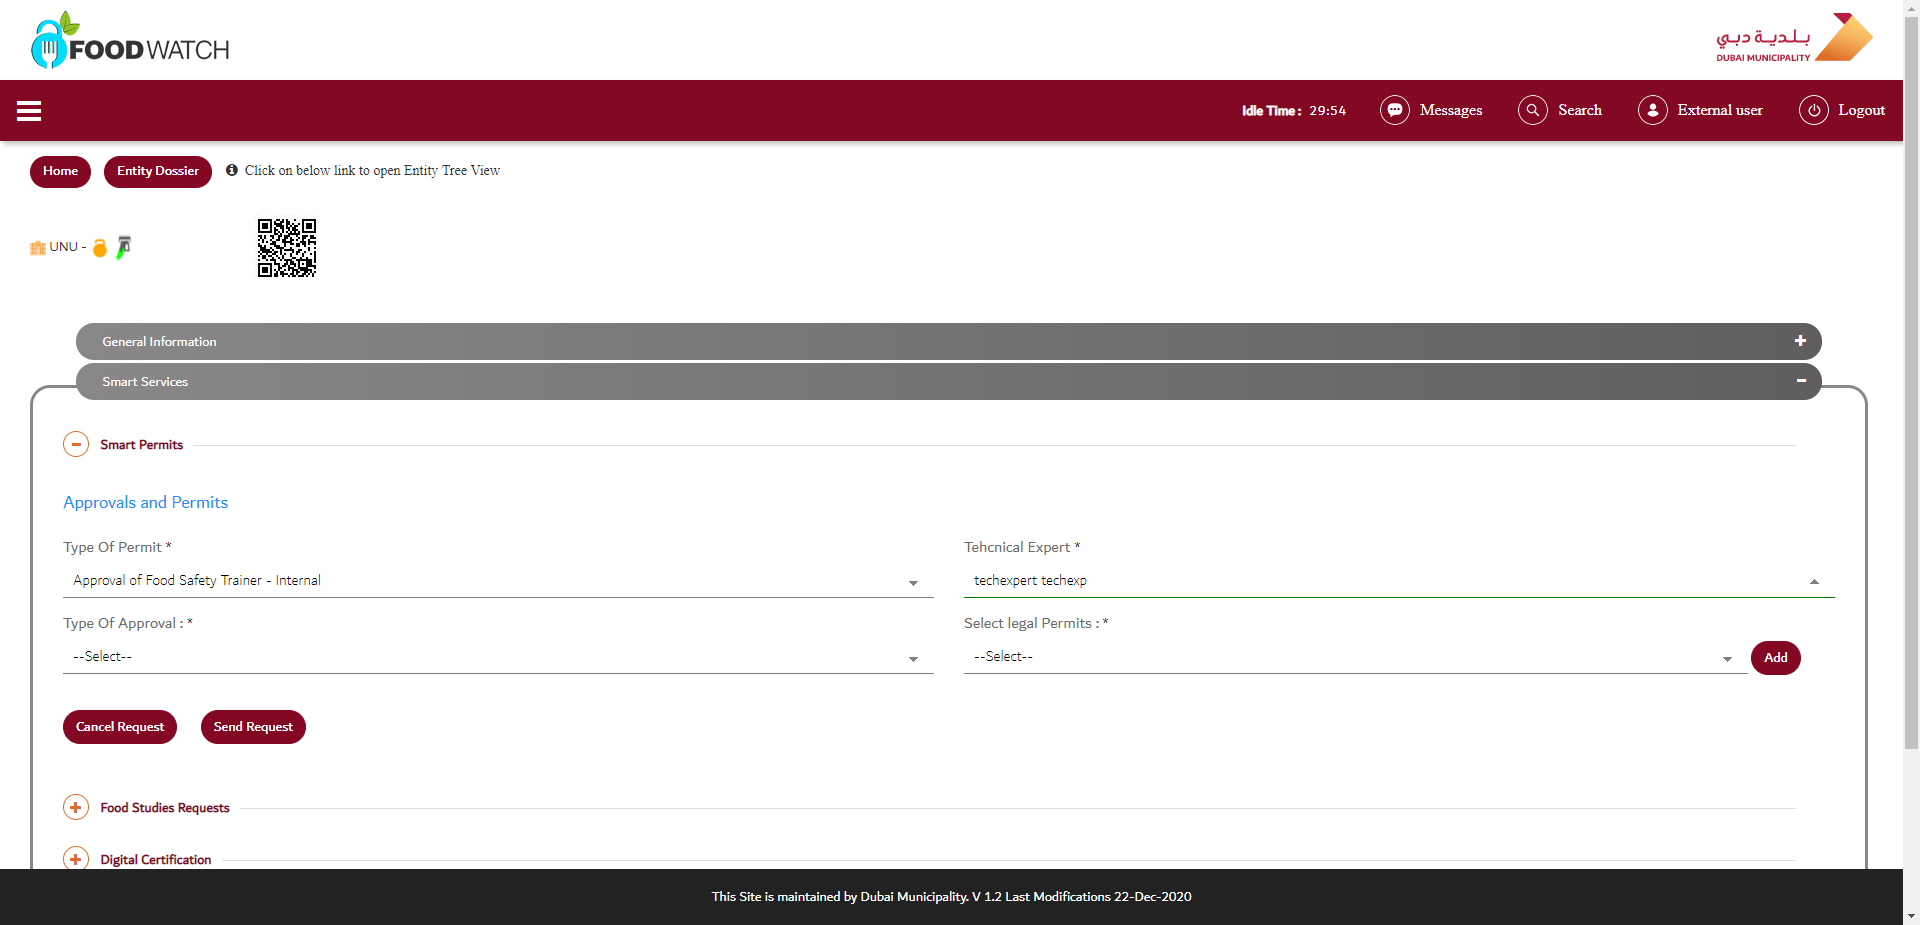 FOODWATCH
بلدية دبي
DUBAI MUNICIPALITY
Idle Time : 29:54
Messages
Search
External user
Logout
Home
Entity Dossier
Click on below link to open Entity Tree View
UNU -
General Information
Smart Services
Smart Permits
Approvals and Permits
Type Of Permit *
Tehcnical Expert *
Approval of Food Safety Trainer - Internal
techexpert techexp
Type Of Approval : *
Select legal Permits : *
--Select--
--Select--
Add
Cancel Request
Send Request
Food Studies Requests
Digital Certification
This Site is maintained by Dubai Municipality. V 1.2 Last Modifications 22-Dec-2020